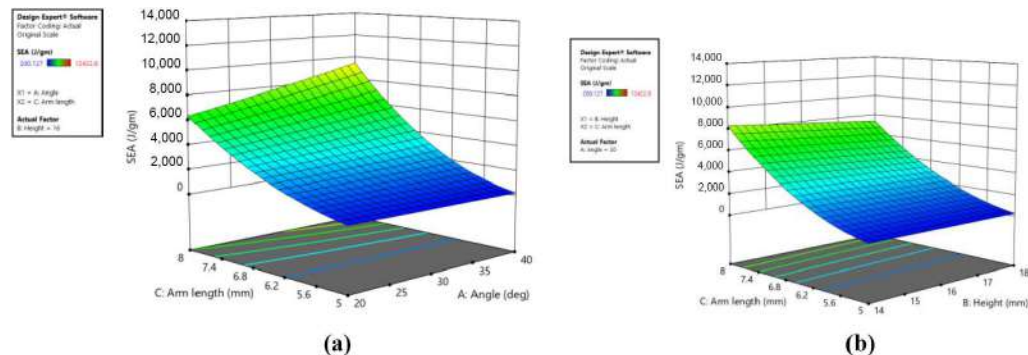 Design Expert® Software
Factor Coding: Actual
Original Scale
SEA (J/gm)
X1 = A: Angle
X2 = C: Arm length
Actual Factor
B: Height = 16
SEA (J/gm)
14,000
12,000
10,000
8,000
6,000
4,000
2,000
0
8
7.4
6.8
6.2
5.6
5
C: Arm length (mm)
20
25
30
35
40
A: Angle (deg)
(a)
Design Expert® Software
Factor Coding: Actual
Original Scale
SEA (J/gm)
X1 = B: Height
X2 = C: Arm length
Actual Factor
A: Angle = 30
SEA (J/gm)
14,000
12,000
10,000
8,000
6,000
4,000
2,000
0
8
7.4
6.8
6.2
5.6
5
C: Arm length (mm)
14
15
16
17
18
B: Height (mm)
(b)